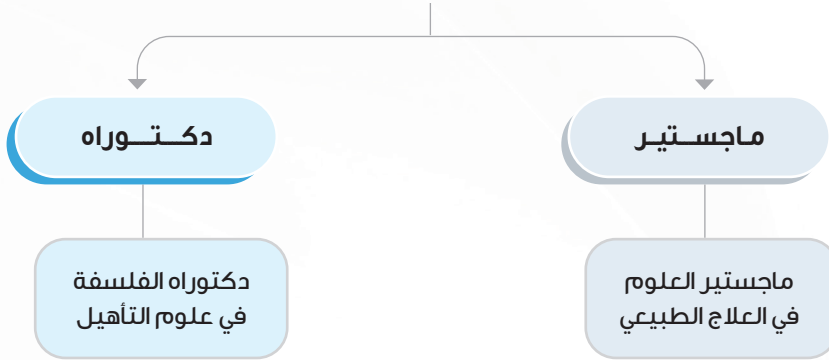 ماجستير
دكتوراه
ماجستير العلوم
في العلاج الطبيعي
دكتوراه الفلسفة
في علوم التأهيل